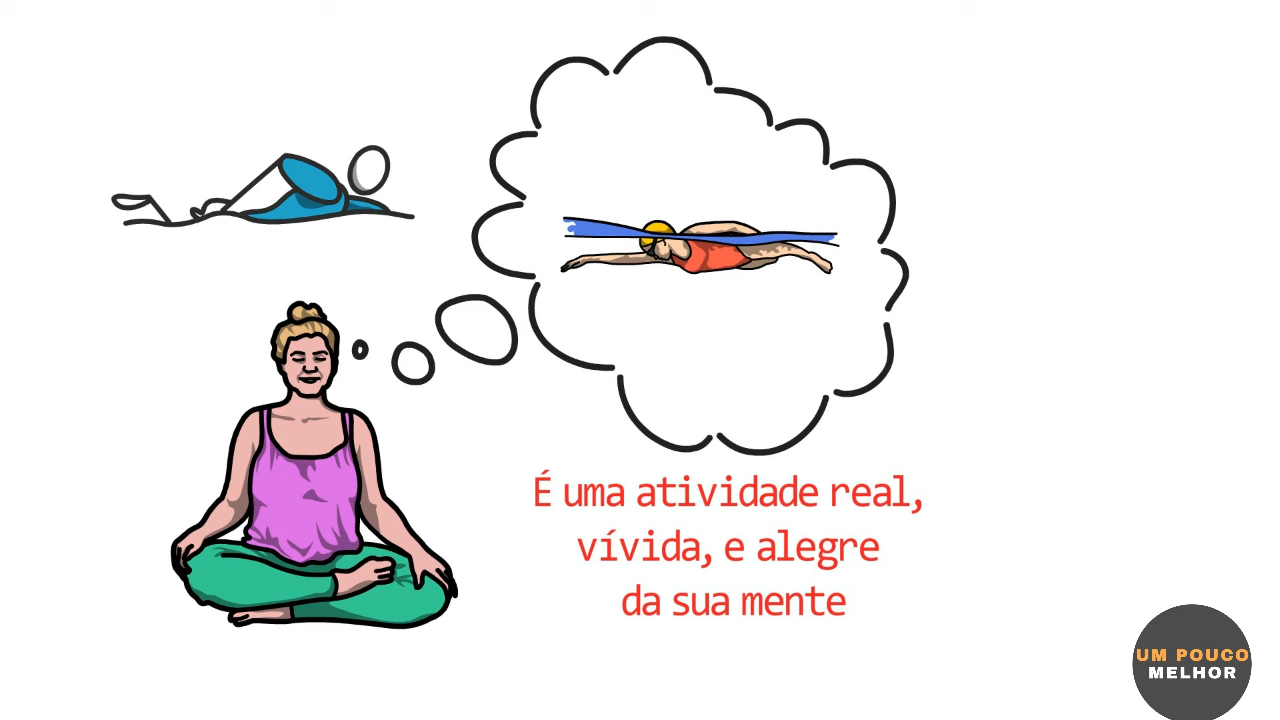 É uma atividade real,
vívida, e alegre
da sua mente
UM POUCO
MELHOR